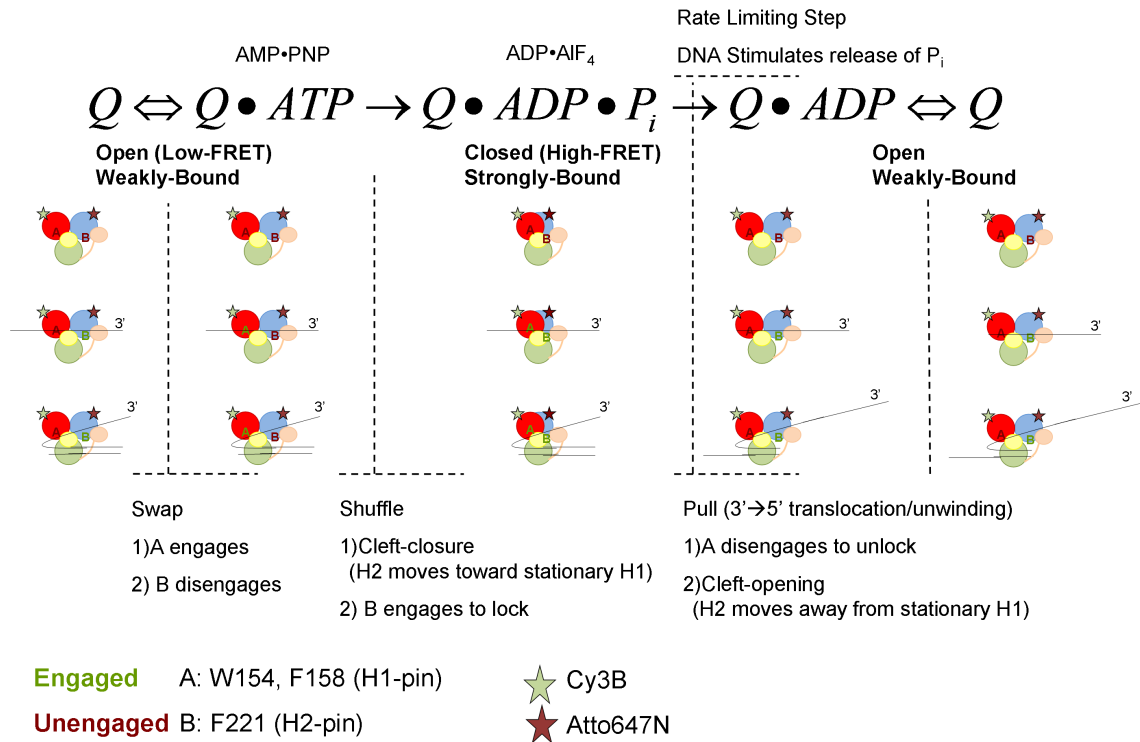 Rate Limiting Step
AMP•PNP
ADP•AlF4
DNA Stimulates release of Pi
Q ⇔ Q • ATP → Q • ADP • Pi → Q • ADP ⇔ Q
Open (Low-FRET)
Weakly-Bound
Closed (High-FRET)
Strongly-Bound
Open
Weakly-Bound
A B
A B
A B
A B
A B
A B 3'
A B 3'
A B 3'
A B 3'
A B 3'
A B 3'
A B 3'
A B 3'
A B 3'
A B 3'
Swap
1)A engages
2) B disengages
Shuffle
1)Cleft-closure
(H2 moves toward stationary H1)
2) B engages to lock
Pull (3'→5' translocation/unwinding)
1)A disengages to unlock
2)Cleft-opening
(H2 moves away from stationary H1)
Engaged A: W154, F158 (H1-pin)
Unengaged B: F221 (H2-pin)
Cy3B
Atto647N